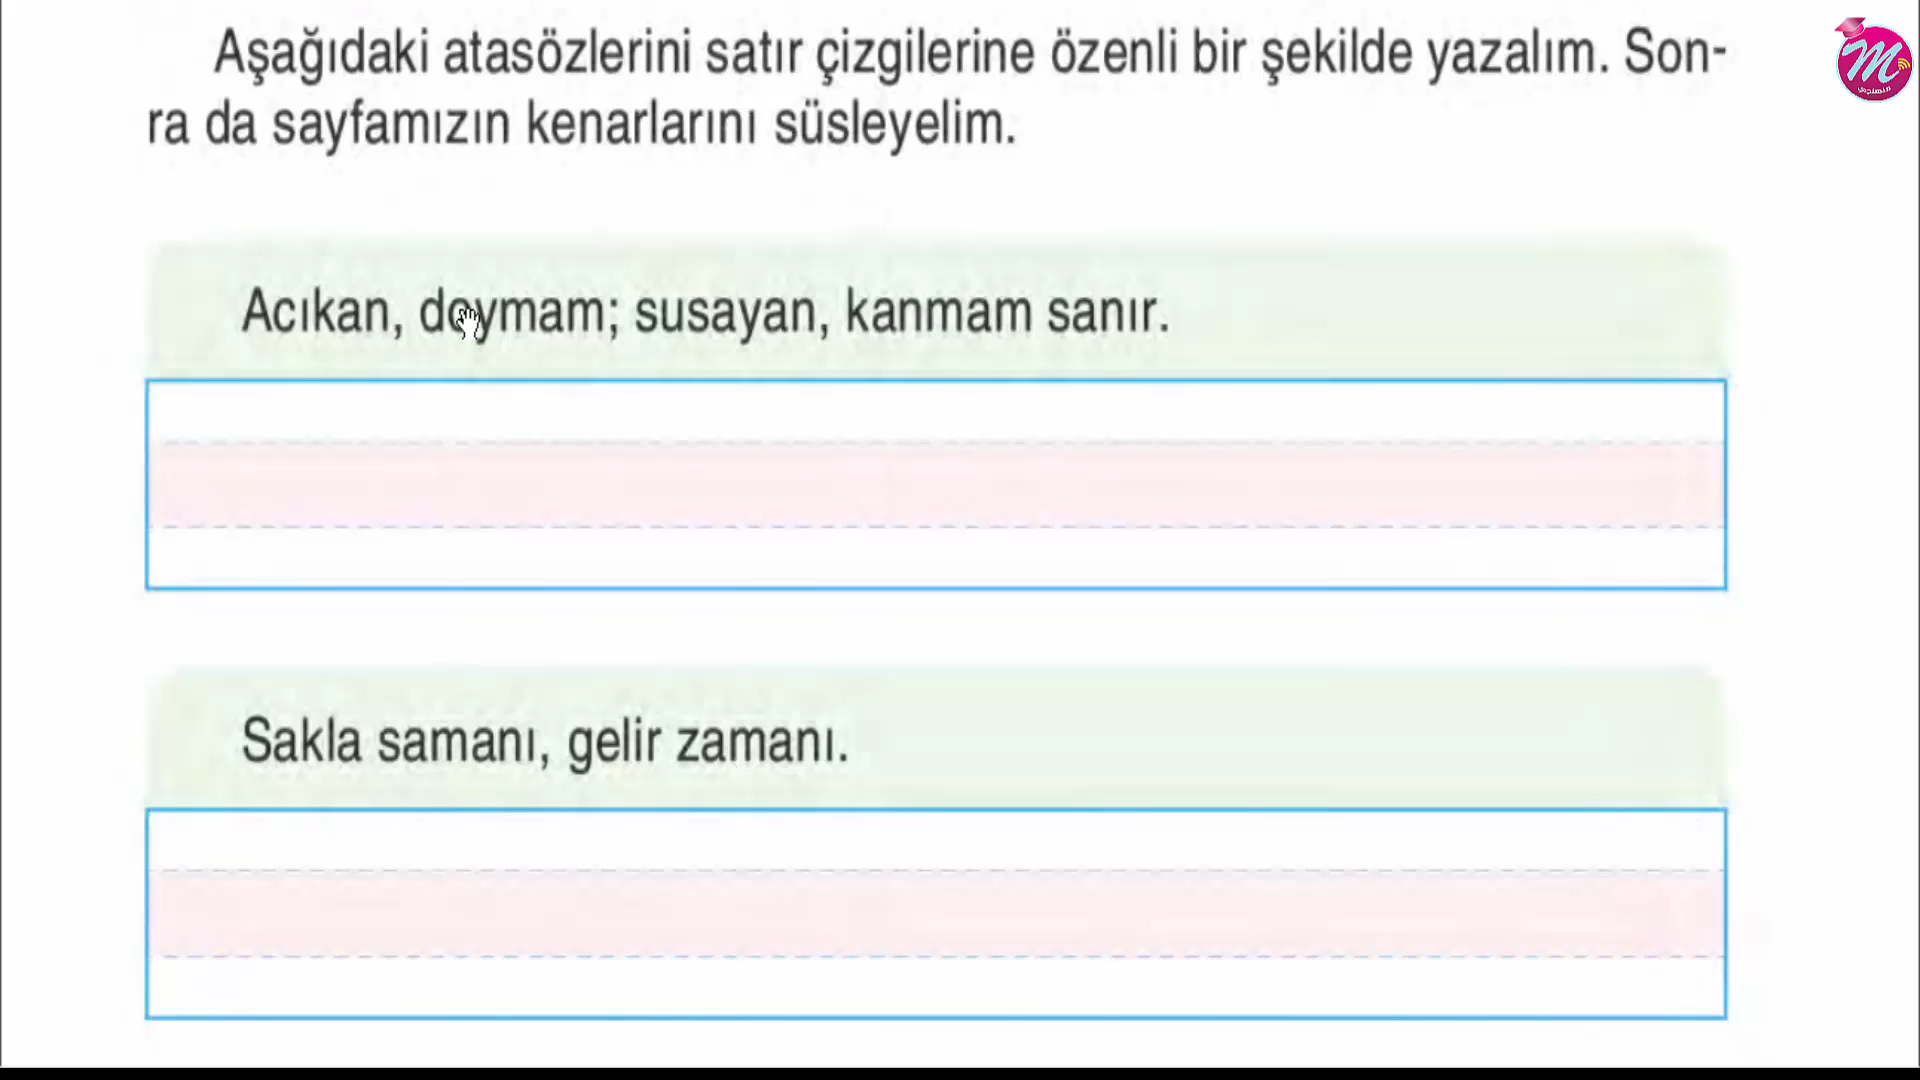 Aşağıdaki atasözlerini satır çizgilerine özenli bir şekilde yazalım. Son-
ra da sayfamızın kenarlarını süsleyelim.
Acıkan, doymam; susayan, kanmam sanır.
Sakla samanı, gelir zamanı.